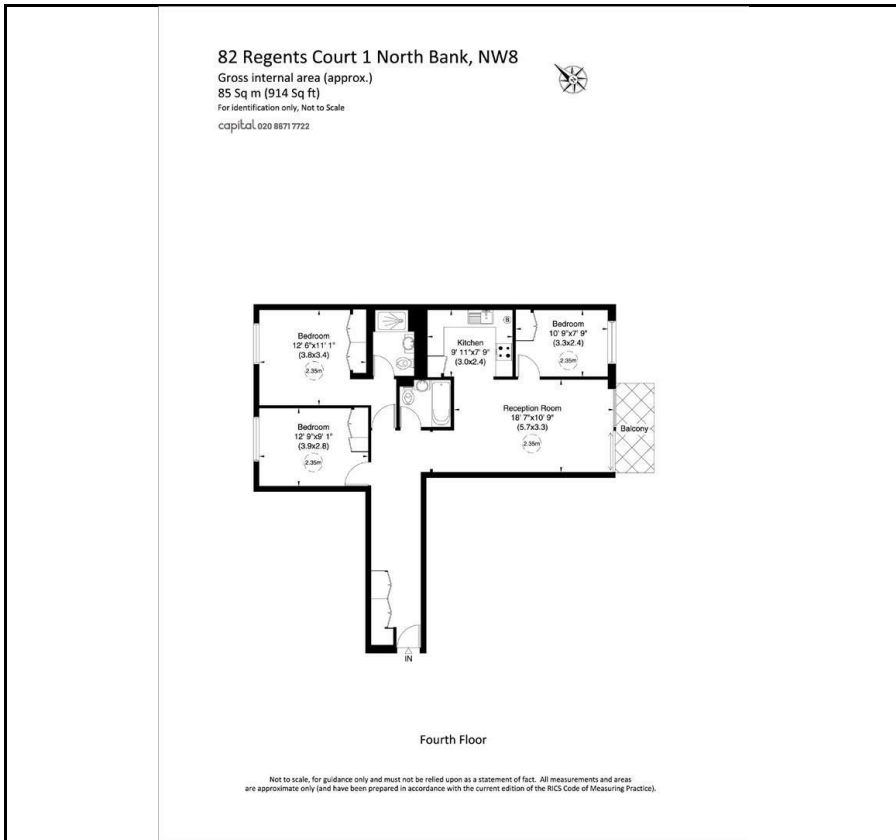 82 Regents Court 1 North Bank, NW8
Gross internal area (approx.)
85 Sq m (914 Sq ft)
For identification only, Not to Scale
capital 020 8671 7722
Bedroom
12' 6"x11' 1"
(3.8x3.4)
2.35m
Kitchen
9' 11"x7' 9"
(3.0x2.4)
B
Bedroom
10' 9"x7' 9"
(3.3x2.4)
2.35m
Bedroom
12' 9"x9' 1"
(3.9x2.8)
2.35m
Reception Room
18' 7"x10' 9"
(5.7x3.3)
2.35m
Balcony
IN
Fourth Floor
Not to scale, for guidance only and must not be relied upon as a statement of fact. All measurements and areas
are approximate only (and have been prepared in accordance with the current edition of the RICS Code of Measuring Practice).